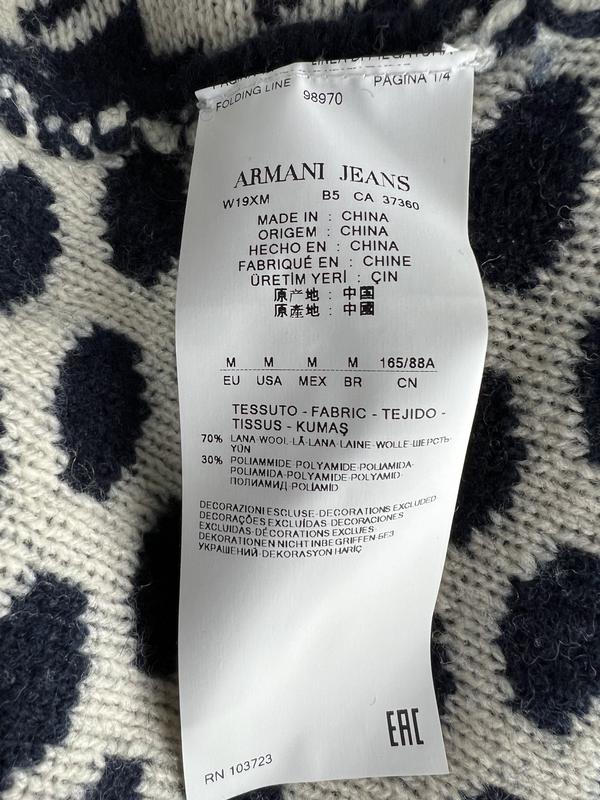 FOLDING LINE
PAGINA 1/4
98970
ARMANI JEANS
W19XM B5 CA 37360
MADE IN : CHINA
ORIGEM : CHINA
HECHO EN : CHINA
FABRIQUÉ EN : CHINE
ÜRETİM YERİ : ÇIN
原产地 : 中国
原產地 : 中國
M M M M 165/88A
EU USA MEX BR CN
TESSUTO - FABRIC - TEJIDO -
TISSUS - KUMAŞ
70% LANA-WOOL-LÃ-LANA-LAINE-WOLLE-ШЕРСТЬ-
YÜN
30% POLIAMMIDE-POLYAMIDE-POLIAMIDA-
POLIAMIDA-POLYAMIDE-POLYAMID-
ПОЛИАМИД-POLIAMID
DECORAZIONI ESCLUSE-DECORATIONS EXCLUDED
DECORAÇÕES EXCLUÍDAS-DECORACIONES
EXCLUIDAS-DÉCORATIONS EXCLUES
DEKORATIONEN NICHT INBEGRIFFEN-БЕЗ
УКРАШЕНИЙ-DEKORASYON HARİÇ
EAC
RN 103723